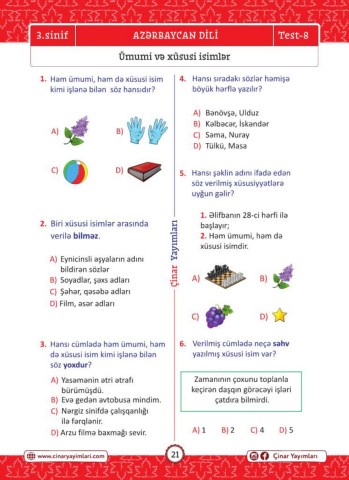 3.sinif
AZƏRBAYCAN DİLİ
Test-8
Ümumi və xüsusi isimlər
1. Həm ümumi, həm də xüsusi isim
kimi işlənə bilən söz hansıdır?
A)
B)
C)
D)
2. Biri xüsusi isimlər arasında
verilə bilməz.
A) Eynicinsli əşyaların adını
bildirən sözlər
B) Soyadlar, şəxs adları
C) Şəhər, qəsəbə adları
D) Film, əsər adları
3. Hansı cümlədə həm ümumi, həm
də xüsusi isim kimi işlənə bilən
söz yoxdur?
A) Yasəmənin ətri ətrafı
bürümüşdü.
B) Evə gedən avtobusa mindim.
C) Nərgiz sinifdə çalışqanlığı
ilə fərqlənir.
D) Arzu filmə baxmağı sevir.
Çinar Yayımları
4. Hansı sıradakı sözlər həmişə
böyük hərflə yazılır?
A) Bənövşə, Ulduz
B) Kəlbəcər, İskəndər
C) Səma, Nuray
D) Tülkü, Masa
5. Hansı şəklin adını ifadə edən
söz verilmiş xüsusiyyətlərə
uyğun gəlir?
1. Əlifbanın 28-ci hərfi ilə
başlayır;
2. Həm ümumi, həm də
xüsusi isimdir.
A)
B)
C)
D)
6. Verilmiş cümlədə neçə səhv
yazılmış xüsusi isim var?
Zamanının çoxunu toplanla
keçirən daşqın görəcəyi işləri
çatdıra bilmirdi.
A) 1 B) 2 C) 4 D) 5
www.cinaryayimlari.com
21
Çinar Yayımları